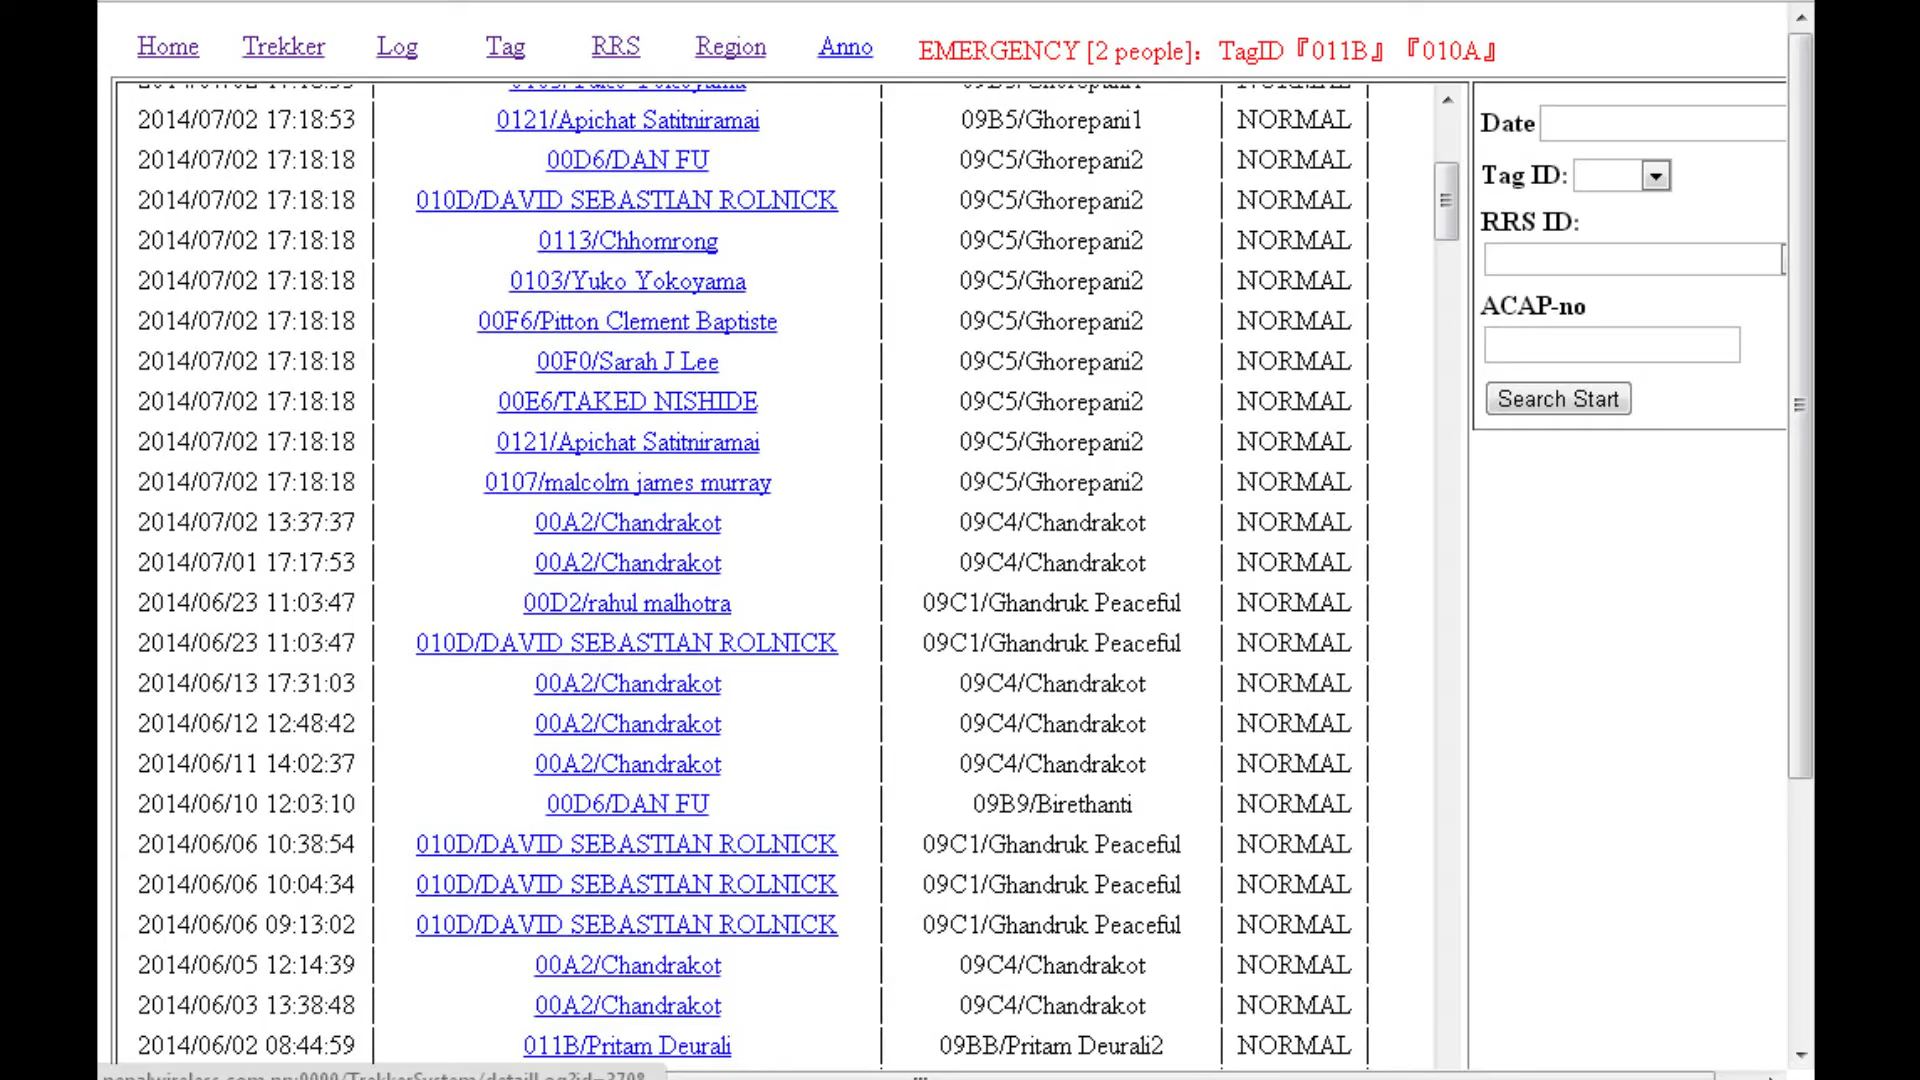 Home Trekker Log Tag RRS Region Anno EMERGENCY [2 people]: TagID『011B』『010A』
2014/07/02 17:18:53 0121/Apichat Satitniramai 09B5/Ghorepani1 NORMAL
2014/07/02 17:18:18 00D6/DAN FU 09C5/Ghorepani2 NORMAL
2014/07/02 17:18:18 010D/DAVID SEBASTIAN ROLNICK 09C5/Ghorepani2 NORMAL
2014/07/02 17:18:18 0113/Chhomrong 09C5/Ghorepani2 NORMAL
2014/07/02 17:18:18 0103/Yuko Yokoyama 09C5/Ghorepani2 NORMAL
2014/07/02 17:18:18 00F6/Pitton Clement Baptiste 09C5/Ghorepani2 NORMAL
2014/07/02 17:18:18 00F0/Sarah J Lee 09C5/Ghorepani2 NORMAL
2014/07/02 17:18:18 00E6/TAKED NISHIDE 09C5/Ghorepani2 NORMAL
2014/07/02 17:18:18 0121/Apichat Satitniramai 09C5/Ghorepani2 NORMAL
2014/07/02 17:18:18 0107/malcolm james murray 09C5/Ghorepani2 NORMAL
2014/07/02 13:37:37 00A2/Chandrakot 09C4/Chandrakot NORMAL
2014/07/01 17:17:53 00A2/Chandrakot 09C4/Chandrakot NORMAL
2014/06/23 11:03:47 00D2/rahul malhotra 09C1/Ghandruk Peaceful NORMAL
2014/06/23 11:03:47 010D/DAVID SEBASTIAN ROLNICK 09C1/Ghandruk Peaceful NORMAL
2014/06/13 17:31:03 00A2/Chandrakot 09C4/Chandrakot NORMAL
2014/06/12 12:48:42 00A2/Chandrakot 09C4/Chandrakot NORMAL
2014/06/11 14:02:37 00A2/Chandrakot 09C4/Chandrakot NORMAL
2014/06/10 12:03:10 00D6/DAN FU 09B9/Birethanti NORMAL
2014/06/06 10:38:54 010D/DAVID SEBASTIAN ROLNICK 09C1/Ghandruk Peaceful NORMAL
2014/06/06 10:04:34 010D/DAVID SEBASTIAN ROLNICK 09C1/Ghandruk Peaceful NORMAL
2014/06/06 09:13:02 010D/DAVID SEBASTIAN ROLNICK 09C1/Ghandruk Peaceful NORMAL
2014/06/05 12:14:39 00A2/Chandrakot 09C4/Chandrakot NORMAL
2014/06/03 13:38:48 00A2/Chandrakot 09C4/Chandrakot NORMAL
2014/06/02 08:44:59 011B/Pritam Deurali 09BB/Pritam Deurali2 NORMAL
Date
Tag ID:
RRS ID:
ACAP-no
Search Start